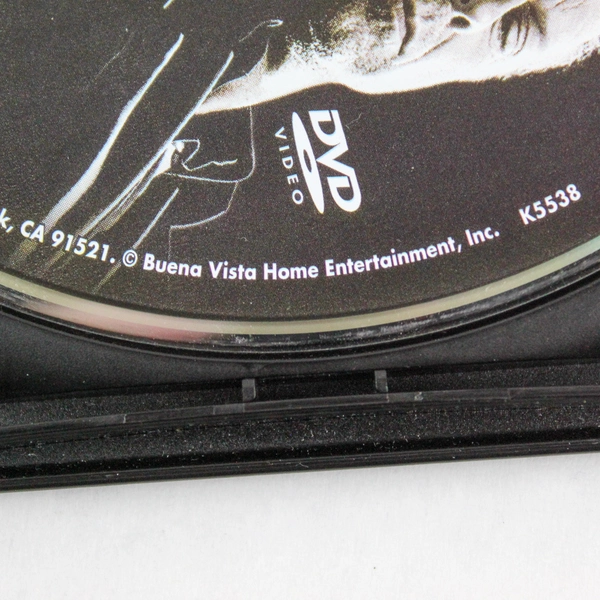 DVD
VIDEO
k, CA 91521. © Buena Vista Home Entertainment, Inc. K5538